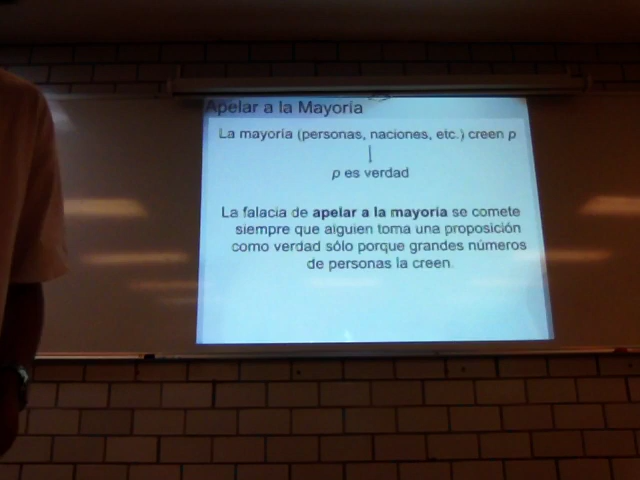 Apelar a la Mayoría
La mayoría (personas, naciones, etc.) creen p
p es verdad
La falacia de apelar a la mayoría se comete
siempre que alguien toma una proposición
como verdad sólo porque grandes números
de personas la creen.